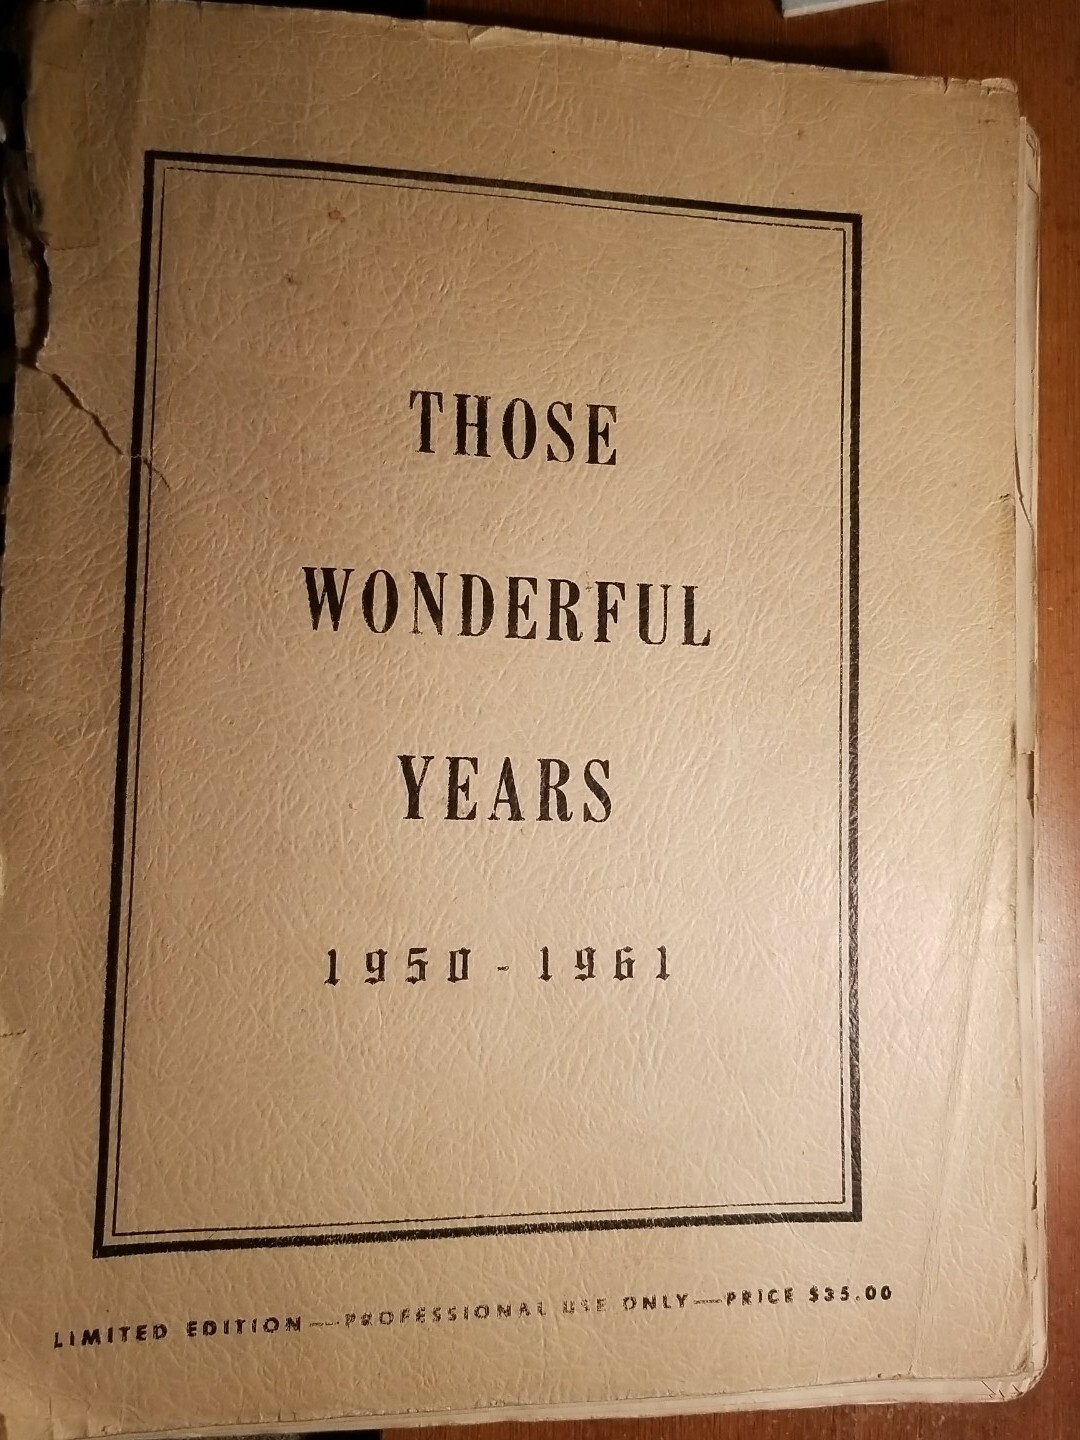 THOSE
WONDERFUL
YEARS
1950-1961
LIMITED EDITION—PROFESSIONAL USE ONLY—PRICE $35.00